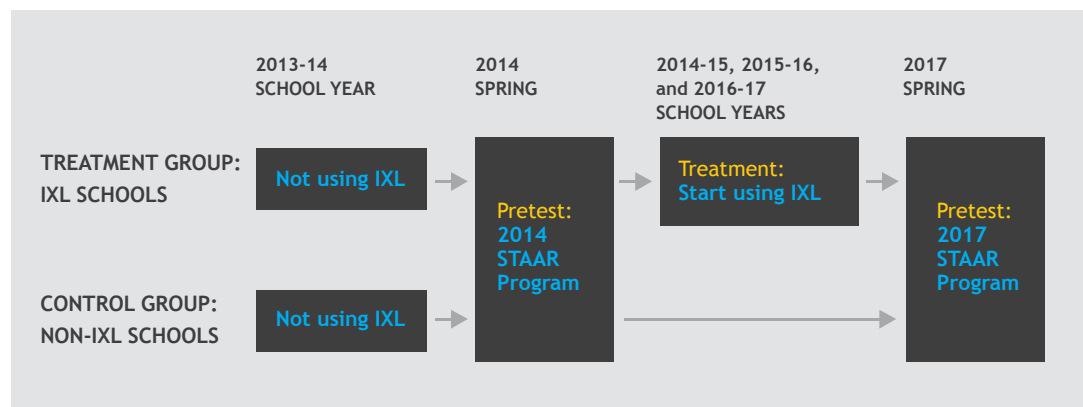 2013-14
SCHOOL YEAR
2014
SPRING
2014-15, 2015-16,
and 2016-17
SCHOOL YEARS
2017
SPRING
TREATMENT GROUP:
IXL SCHOOLS
Not using IXL
Pretest:
2014
STAAR
Program
Treatment:
Start using IXL
Pretest:
2017
STAAR
Program
CONTROL GROUP:
NON-IXL SCHOOLS
Not using IXL